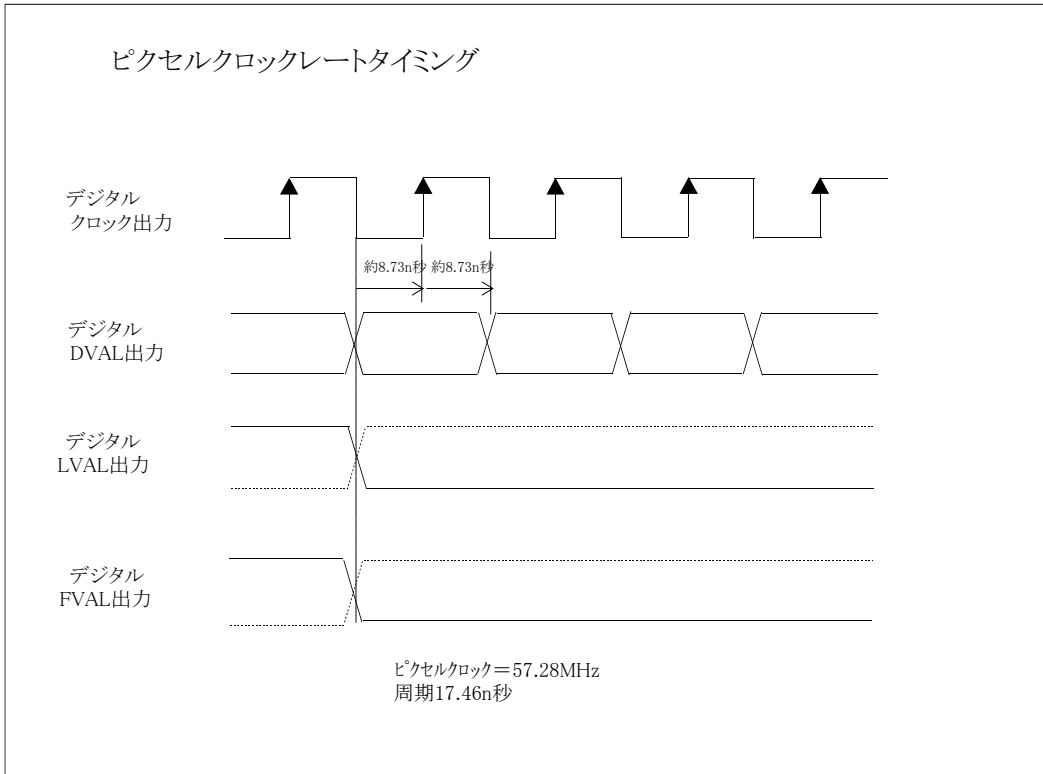 ピクセルクロックレートタイミング
デジタル
クロック出力
約8.73n秒 約8.73n秒
デジタル
DVAL出力
デジタル
LVAL出力
デジタル
FVAL出力
ﾋﾟｸｾﾙｸﾛｯｸ＝57.28MHz
周期17.46n秒